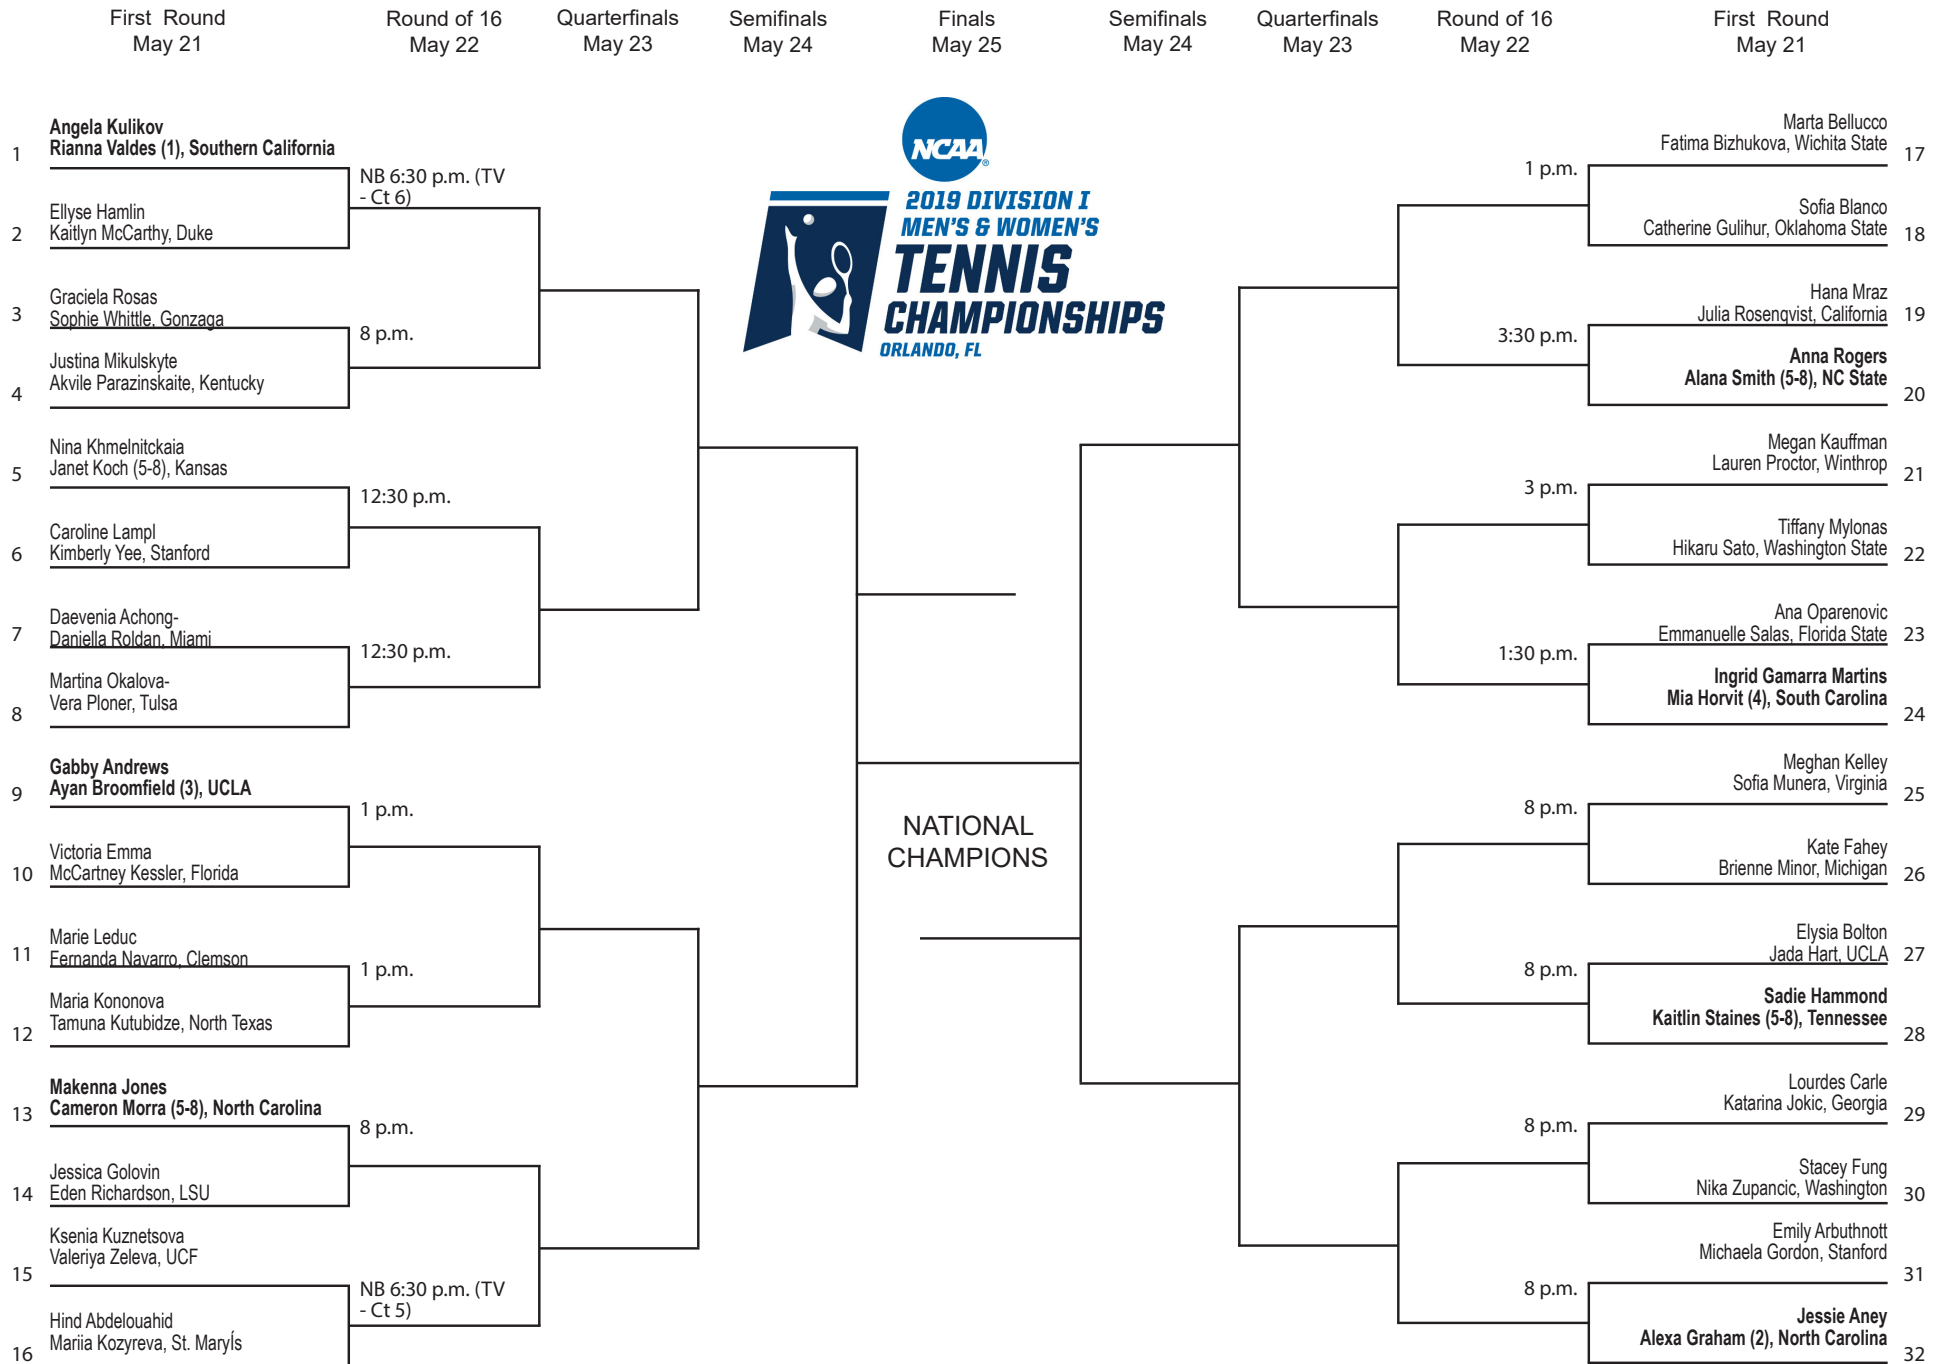 First Round
May 21
Round of 16
May 22
Quarterfinals
May 23
Semifinals
May 24
Finals
May 25
Semifinals
May 24
Quarterfinals
May 23
Round of 16
May 22
First Round
May 21
NCAA®
2019 DIVISION I
MEN'S & WOMEN'S
TENNIS
CHAMPIONSHIPS
ORLANDO, FL
1
Angela Kulikov
Rianna Valdes (1), Southern California
NB 6:30 p.m. (TV
- Ct 6)
2
Ellyse Hamlin
Kaitlyn McCarthy, Duke
3
Graciela Rosas
Sophie Whittle, Gonzaga
8 p.m.
4
Justina Mikulskyte
Akvile Parazinskaite, Kentucky
5
Nina Khmelnitckaia
Janet Koch (5-8), Kansas
12:30 p.m.
6
Caroline Lampl
Kimberly Yee, Stanford
7
Daevenia Achong-
Daniella Roldan, Miami
12:30 p.m.
8
Martina Okalova-
Vera Ploner, Tulsa
9
Gabby Andrews
Ayan Broomfield (3), UCLA
1 p.m.
10
Victoria Emma
McCartney Kessler, Florida
11
Marie Leduc
Fernanda Navarro, Clemson
1 p.m.
12
Maria Kononova
Tamuna Kutubidze, North Texas
13
Makenna Jones
Cameron Morra (5-8), North Carolina
8 p.m.
14
Jessica Golovin
Eden Richardson, LSU
15
Ksenia Kuznetsova
Valeriya Zeleva, UCF
NB 6:30 p.m. (TV
- Ct 5)
16
Hind Abdelouahid
Mariia Kozyreva, St. MaryÍs
NATIONAL
CHAMPIONS
Marta Bellucco
Fatima Bizhukova, Wichita State
17
1 p.m.
Sofia Blanco
Catherine Gulihur, Oklahoma State
18
Hana Mraz
Julia Rosenqvist, California
19
3:30 p.m.
Anna Rogers
Alana Smith (5-8), NC State
20
Megan Kauffman
Lauren Proctor, Winthrop
21
3 p.m.
Tiffany Mylonas
Hikaru Sato, Washington State
22
Ana Oparenovic
Emmanuelle Salas, Florida State
23
1:30 p.m.
Ingrid Gamarra Martins
Mia Horvit (4), South Carolina
24
Meghan Kelley
Sofia Munera, Virginia
25
8 p.m.
Kate Fahey
Brienne Minor, Michigan
26
Elysia Bolton
Jada Hart, UCLA
27
8 p.m.
Sadie Hammond
Kaitlin Staines (5-8), Tennessee
28
Lourdes Carle
Katarina Jokic, Georgia
29
8 p.m.
Stacey Fung
Nika Zupancic, Washington
30
Emily Arbuthnott
Michaela Gordon, Stanford
31
8 p.m.
Jessie Aney
Alexa Graham (2), North Carolina
32